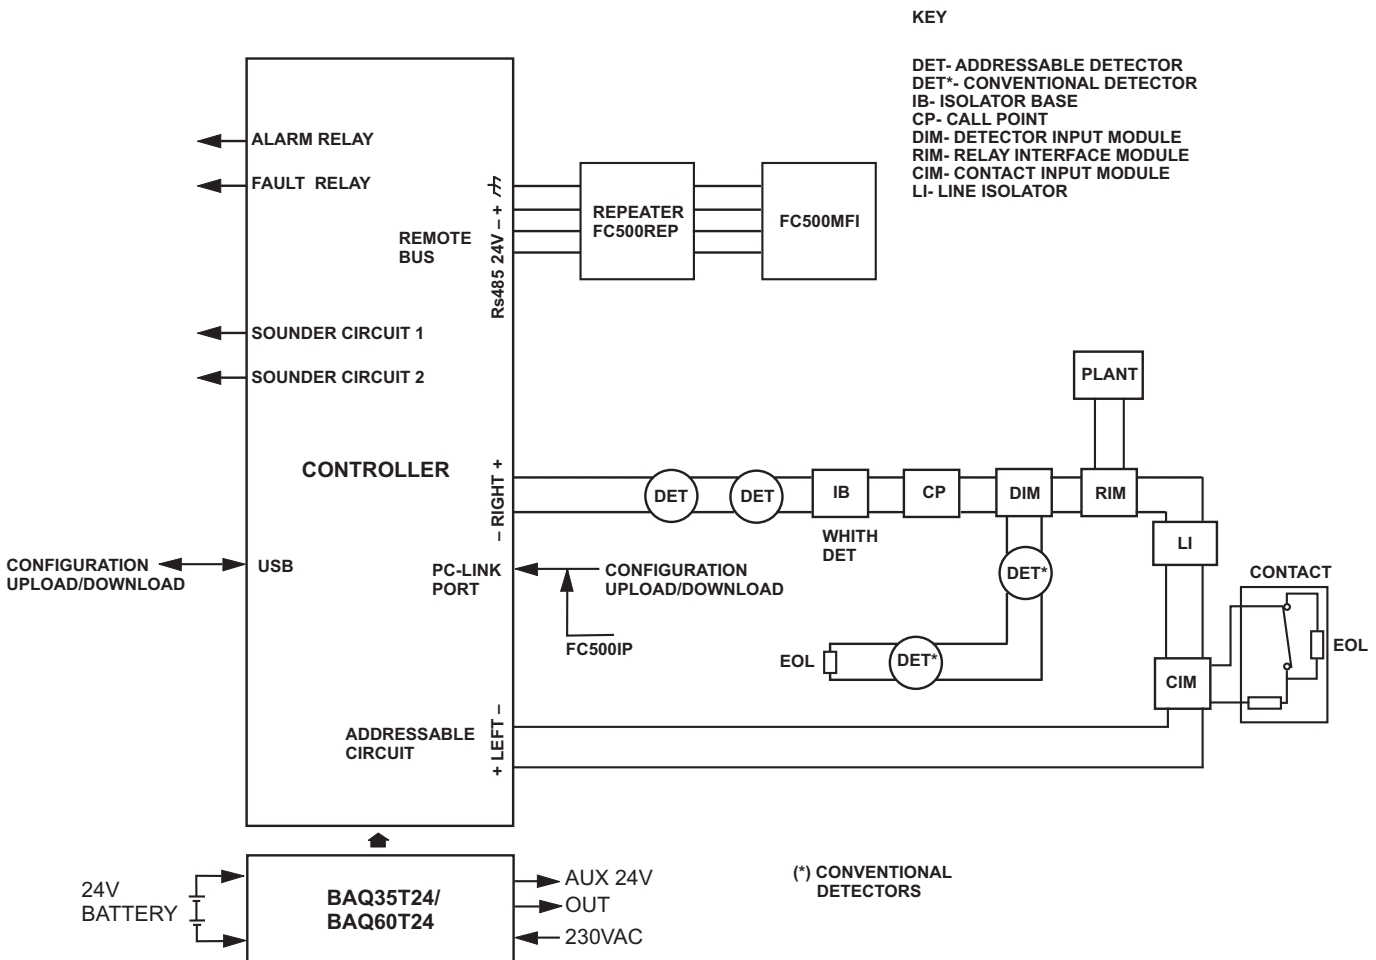 KEY
DET- ADDRESSABLE DETECTOR
DET*- CONVENTIONAL DETECTOR
IB- ISOLATOR BASE
CP- CALL POINT
DIM- DETECTOR INPUT MODULE
RIM- RELAY INTERFACE MODULE
CIM- CONTACT INPUT MODULE
LI- LINE ISOLATOR
ALARM RELAY
FAULT RELAY
REMOTE
BUS
Rs485 24V – +
REPEATER
FC500REP
FC500MFI
SOUNDER CIRCUIT 1
SOUNDER CIRCUIT 2
PLANT
CONTROLLER
– RIGHT +
DET
DET
IB
CP
DIM
RIM
WHITH
DET
LI
CONFIGURATION
UPLOAD/DOWNLOAD
USB
PC-LINK
PORT
CONFIGURATION
UPLOAD/DOWNLOAD
FC500IP
DET*
CONTACT
EOL
EOL
DET*
CIM
ADDRESSABLE
CIRCUIT
+ LEFT –
24V
BATTERY
BAQ35T24/
BAQ60T24
AUX 24V
OUT
230VAC
(*) CONVENTIONAL
DETECTORS